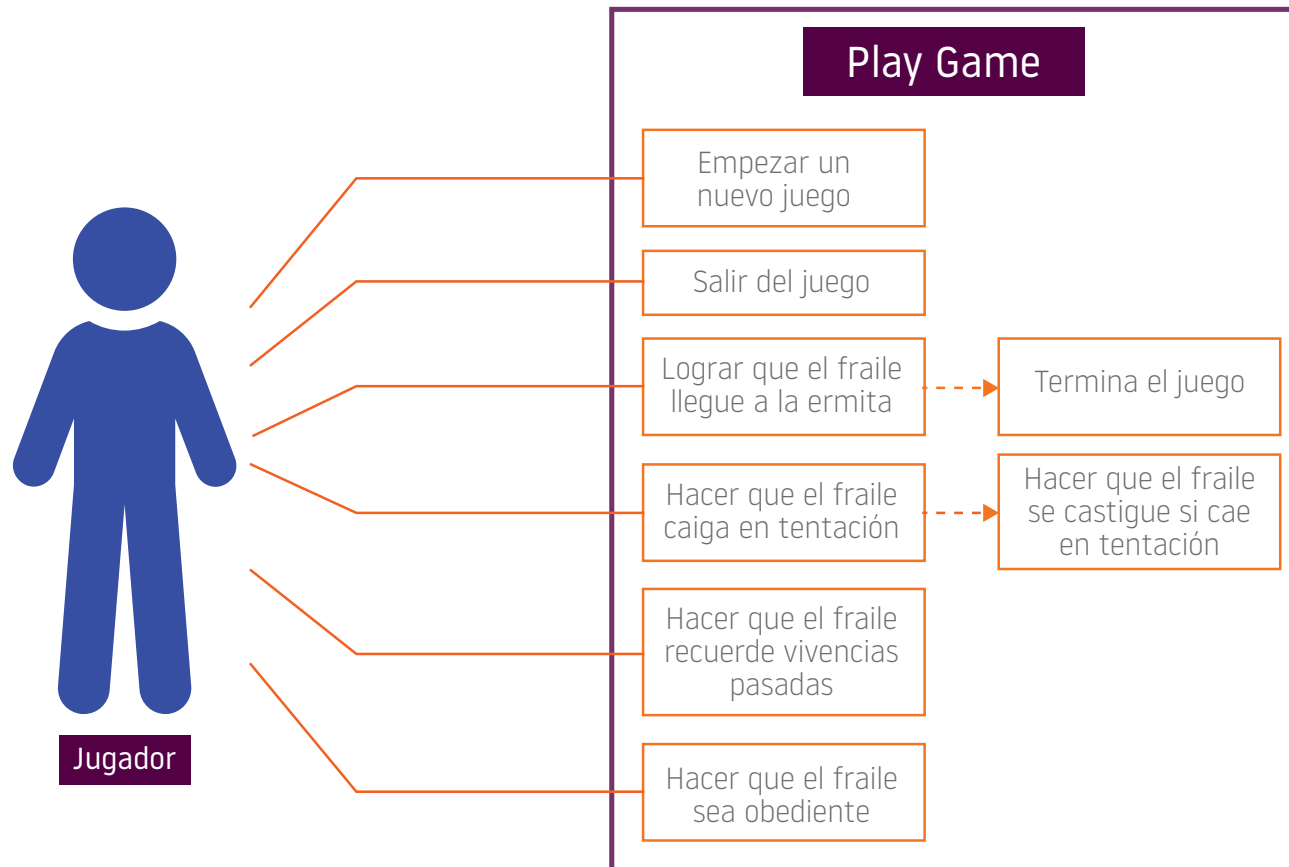 Play Game
Empezar un
nuevo juego
Salir del juego
Lograr que el fraile
llegue a la ermita
Termina el juego
Hacer que el fraile
caiga en tentación
Hacer que el fraile
se castigue si cae
en tentación
Hacer que el fraile
recuerde vivencias
pasadas
Hacer que el fraile
sea obediente
Jugador